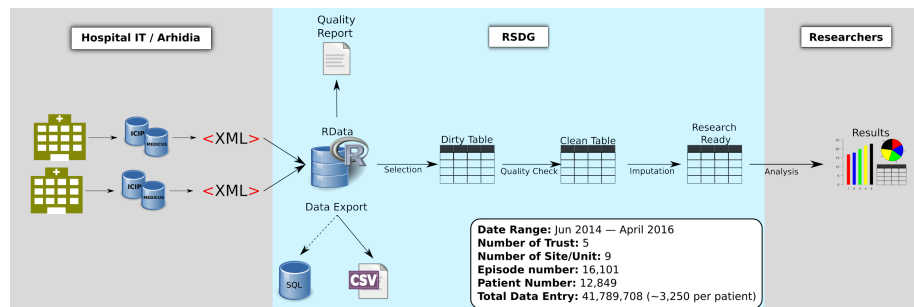 Hospital IT / Arhidia
Quality
Report
RSDG
Researchers
ICIP
MEDICUS
<XML>
RData
R
Dirty Table
Clean Table
Research
Ready
Results
Selection
Quality Check
Imputation
Analysis
ICIP
MEDICUS
<XML>
Data Export
SQL
CSV
Date Range: Jun 2014 — April 2016
Number of Trust: 5
Number of Site/Unit: 9
Episode number: 16,101
Patient Number: 12,849
Total Data Entry: 41,789,708 (~3,250 per patient)